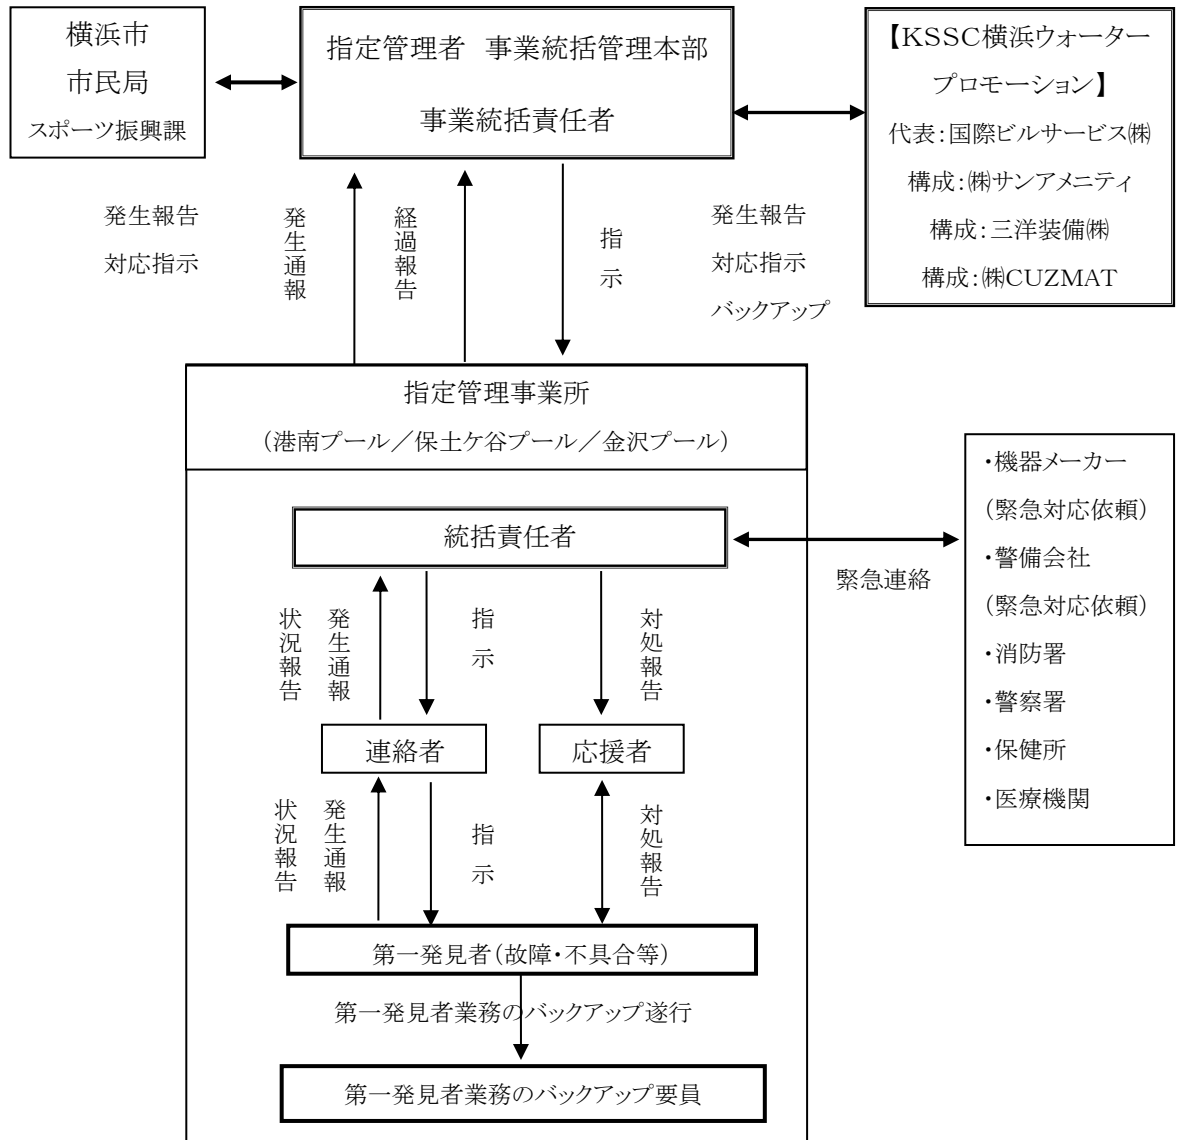 横浜市
市民局
スポーツ振興課
指定管理者 事業統括管理本部
事業統括責任者
【KSSC横浜ウォーター
プロモーション】
代表:国際ビルサービス㈱
構成:㈱サンアメニティ
構成:三洋装備㈱
構成:㈱CUZMAT
発生報告
対応指示
発生通報
経過報告
指示
発生報告
対応指示
バックアップ
指定管理事業所
(港南プール/保土ケ谷プール/金沢プール)
統括責任者
緊急連絡
・機器メーカー
(緊急対応依頼)
・警備会社
(緊急対応依頼)
・消防署
・警察署
・保健所
・医療機関
状況報告
発生通報
指示
対処報告
連絡者
応援者
状況報告
発生通報
指示
対処報告
第一発見者(故障・不具合等)
第一発見者業務のバックアップ遂行
第一発見者業務のバックアップ要員